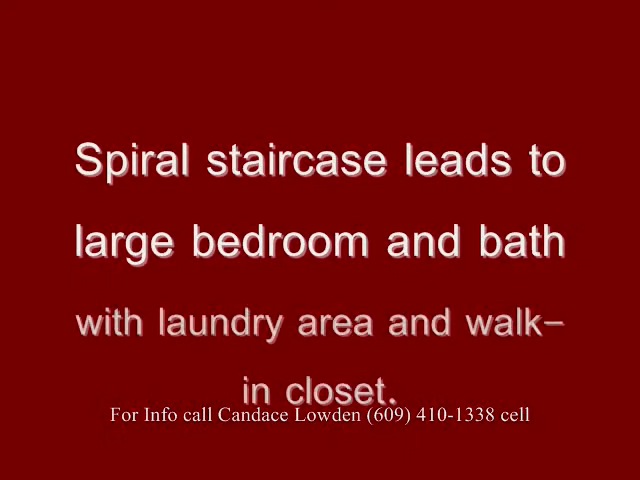 Spiral staircase leads to
large bedroom and bath
with laundry area and walk-
in closet.
For Info call Candace Lowden (609) 410-1338 cell